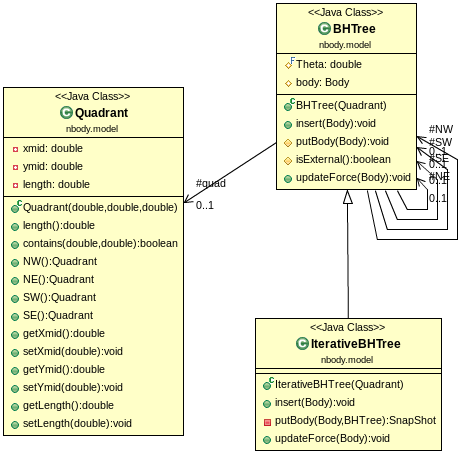 <<Java Class>>
BHTree
nbody.model
Theta: double
body: Body
BHTree(Quadrant)
insert(Body):void
putBody(Body):void
isExternal():boolean
updateForce(Body):void
<<Java Class>>
Quadrant
nbody.model
xmid: double
ymid: double
length: double
Quadrant(double,double,double)
length():double
contains(double,double):boolean
NW():Quadrant
NE():Quadrant
SW():Quadrant
SE():Quadrant
getXmid():double
setXmid(double):void
getYmid():double
setYmid(double):void
getLength():double
setLength(double):void
#quad
0..1
#NW
#SW
0..1
#SE
0..1
#NE
0..1
0..1
<<Java Class>>
IterativeBHTree
nbody.model
IterativeBHTree(Quadrant)
insert(Body):void
putBody(Body,BHTree):SnapShot
updateForce(Body):void